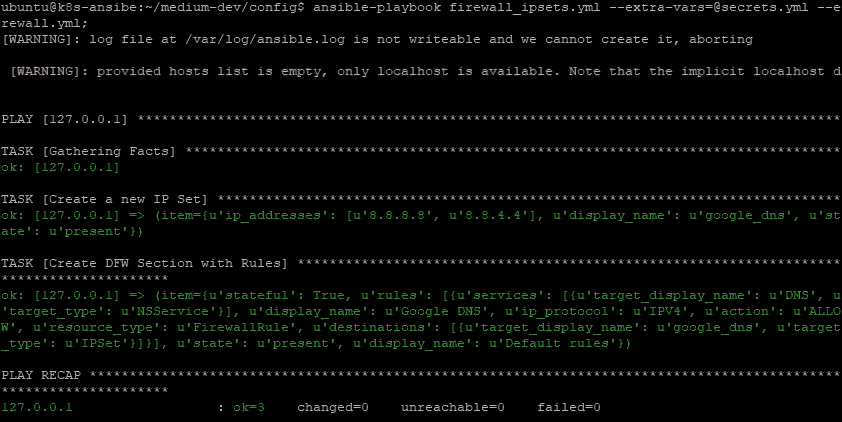 ubuntu@k8s-ansibe:~/medium-dev/config$ ansible-playbook firewall_ipsets.yml --extra-vars=@secrets.yml --e
rewall.yml;
[WARNING]: log file at /var/log/ansible.log is not writeable and we cannot create it, aborting
[WARNING]: provided hosts list is empty, only localhost is available. Note that the implicit localhost d
PLAY [127.0.0.1] ****************************************************************************************
TASK [Gathering Facts] **********************************************************************************
ok: [127.0.0.1]
TASK [Create a new IP Set] ******************************************************************************
ok: [127.0.0.1] => (item={u'ip_addresses': [u'8.8.8.8', u'8.8.4.4'], u'display_name': u'google_dns', u'st
ate': u'present'})
TASK [Create DFW Section with Rules] ********************************************************************
*********************
ok: [127.0.0.1] => (item={u'stateful': True, u'rules': [{u'services': [{u'target_display_name': u'DNS', u
'target_type': u'NSService'}], u'display_name': u'Google DNS', u'ip_protocol': u'IPV4', u'action': u'ALLO
W', u'resource_type': u'FirewallRule', u'destinations': [{u'target_display_name': u'google_dns', u'target
_type': u'IPSet'}]}], u'state': u'present', u'display_name': u'Default rules'})
PLAY RECAP **********************************************************************************************
*********************
127.0.0.1                  : ok=3    changed=0    unreachable=0    failed=0